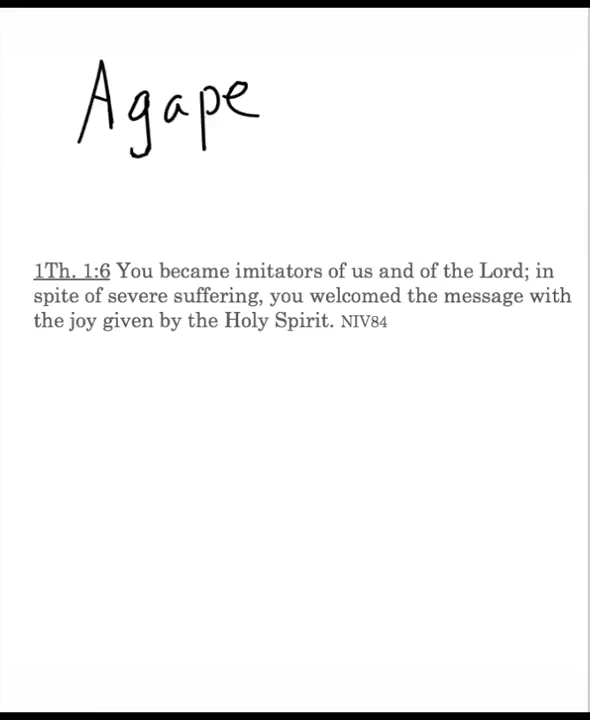 Agape
1Th. 1:6 You became imitators of us and of the Lord; in
spite of severe suffering, you welcomed the message with
the joy given by the Holy Spirit. NIV84